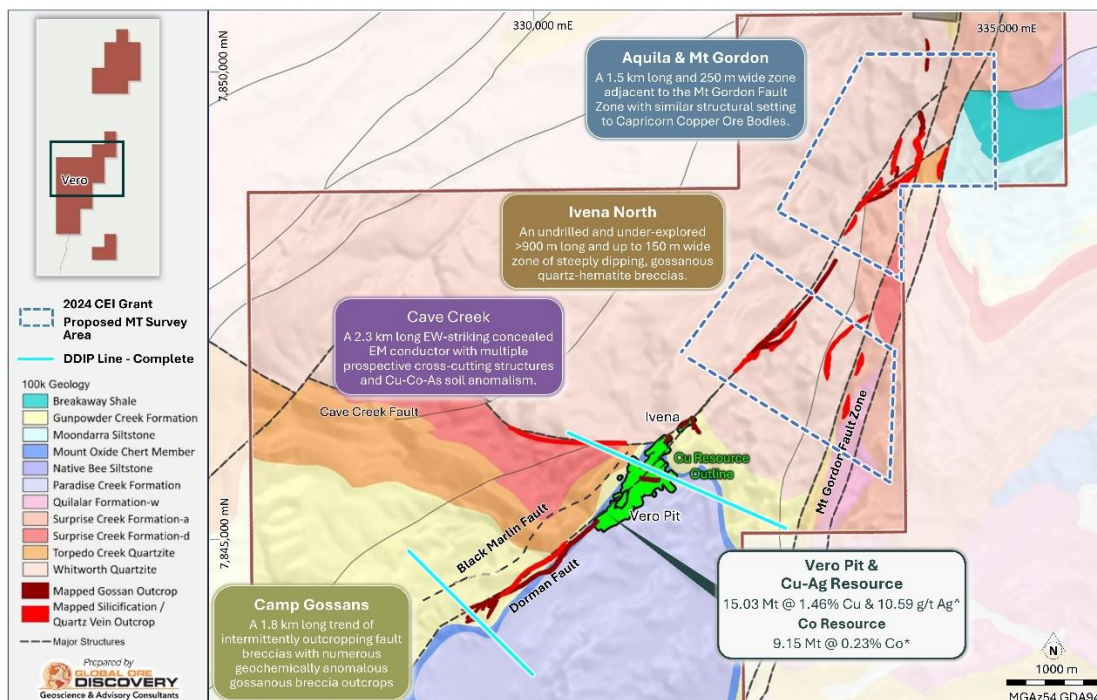 330,000 mE
335,000 mE
7,850,000 mN
7,845,000 mN
Vero
2024 CEI Grant
Proposed MT Survey
Area
DDIP Line - Complete
100k Geology
Breakaway Shale
Gunpowder Creek Formation
Moondarra Siltstone
Mount Oxide Chert Member
Native Bee Siltstone
Paradise Creek Formation
Quilalar Formation-w
Surprise Creek Formation-a
Surprise Creek Formation-d
Torpedo Creek Quartzite
Whitworth Quartzite
Mapped Gossan Outcrop
Mapped Silicification /
Quartz Vein Outcrop
Major Structures
Prepared by
GLOBAL ORE
DISCOVERY
Geoscience & Advisory Consultants
Aquila & Mt Gordon
A 1.5 km long and 250 m wide zone
adjacent to the Mt Gordon Fault
Zone with similar structural setting
to Capricorn Copper Ore Bodies.
Ivena North
An undrilled and under-explored
>900 m long and up to 150 m wide
zone of steeply dipping, gossanous
quartz-hematite breccias.
Cave Creek
A 2.3 km long EW-striking concealed
EM conductor with multiple
prospective cross-cutting structures
and Cu-Co-As soil anomalism.
Cave Creek Fault
Ivena
Cu Resource
Outline
Vero Pit
Mt Gordon Fault Zone
Black Marlin Fault
Dorman Fault
Camp Gossans
A 1.8 km long trend of
intermittently outcropping fault
breccias with numerous
geochemically anomalous
gossanous breccia outcrops
Vero Pit &
Cu-Ag Resource
15.03 Mt @ 1.46% Cu & 10.59 g/t Ag^
Co Resource
9.15 Mt @ 0.23% Co*
N
1000 m
MGAz54 GDA94